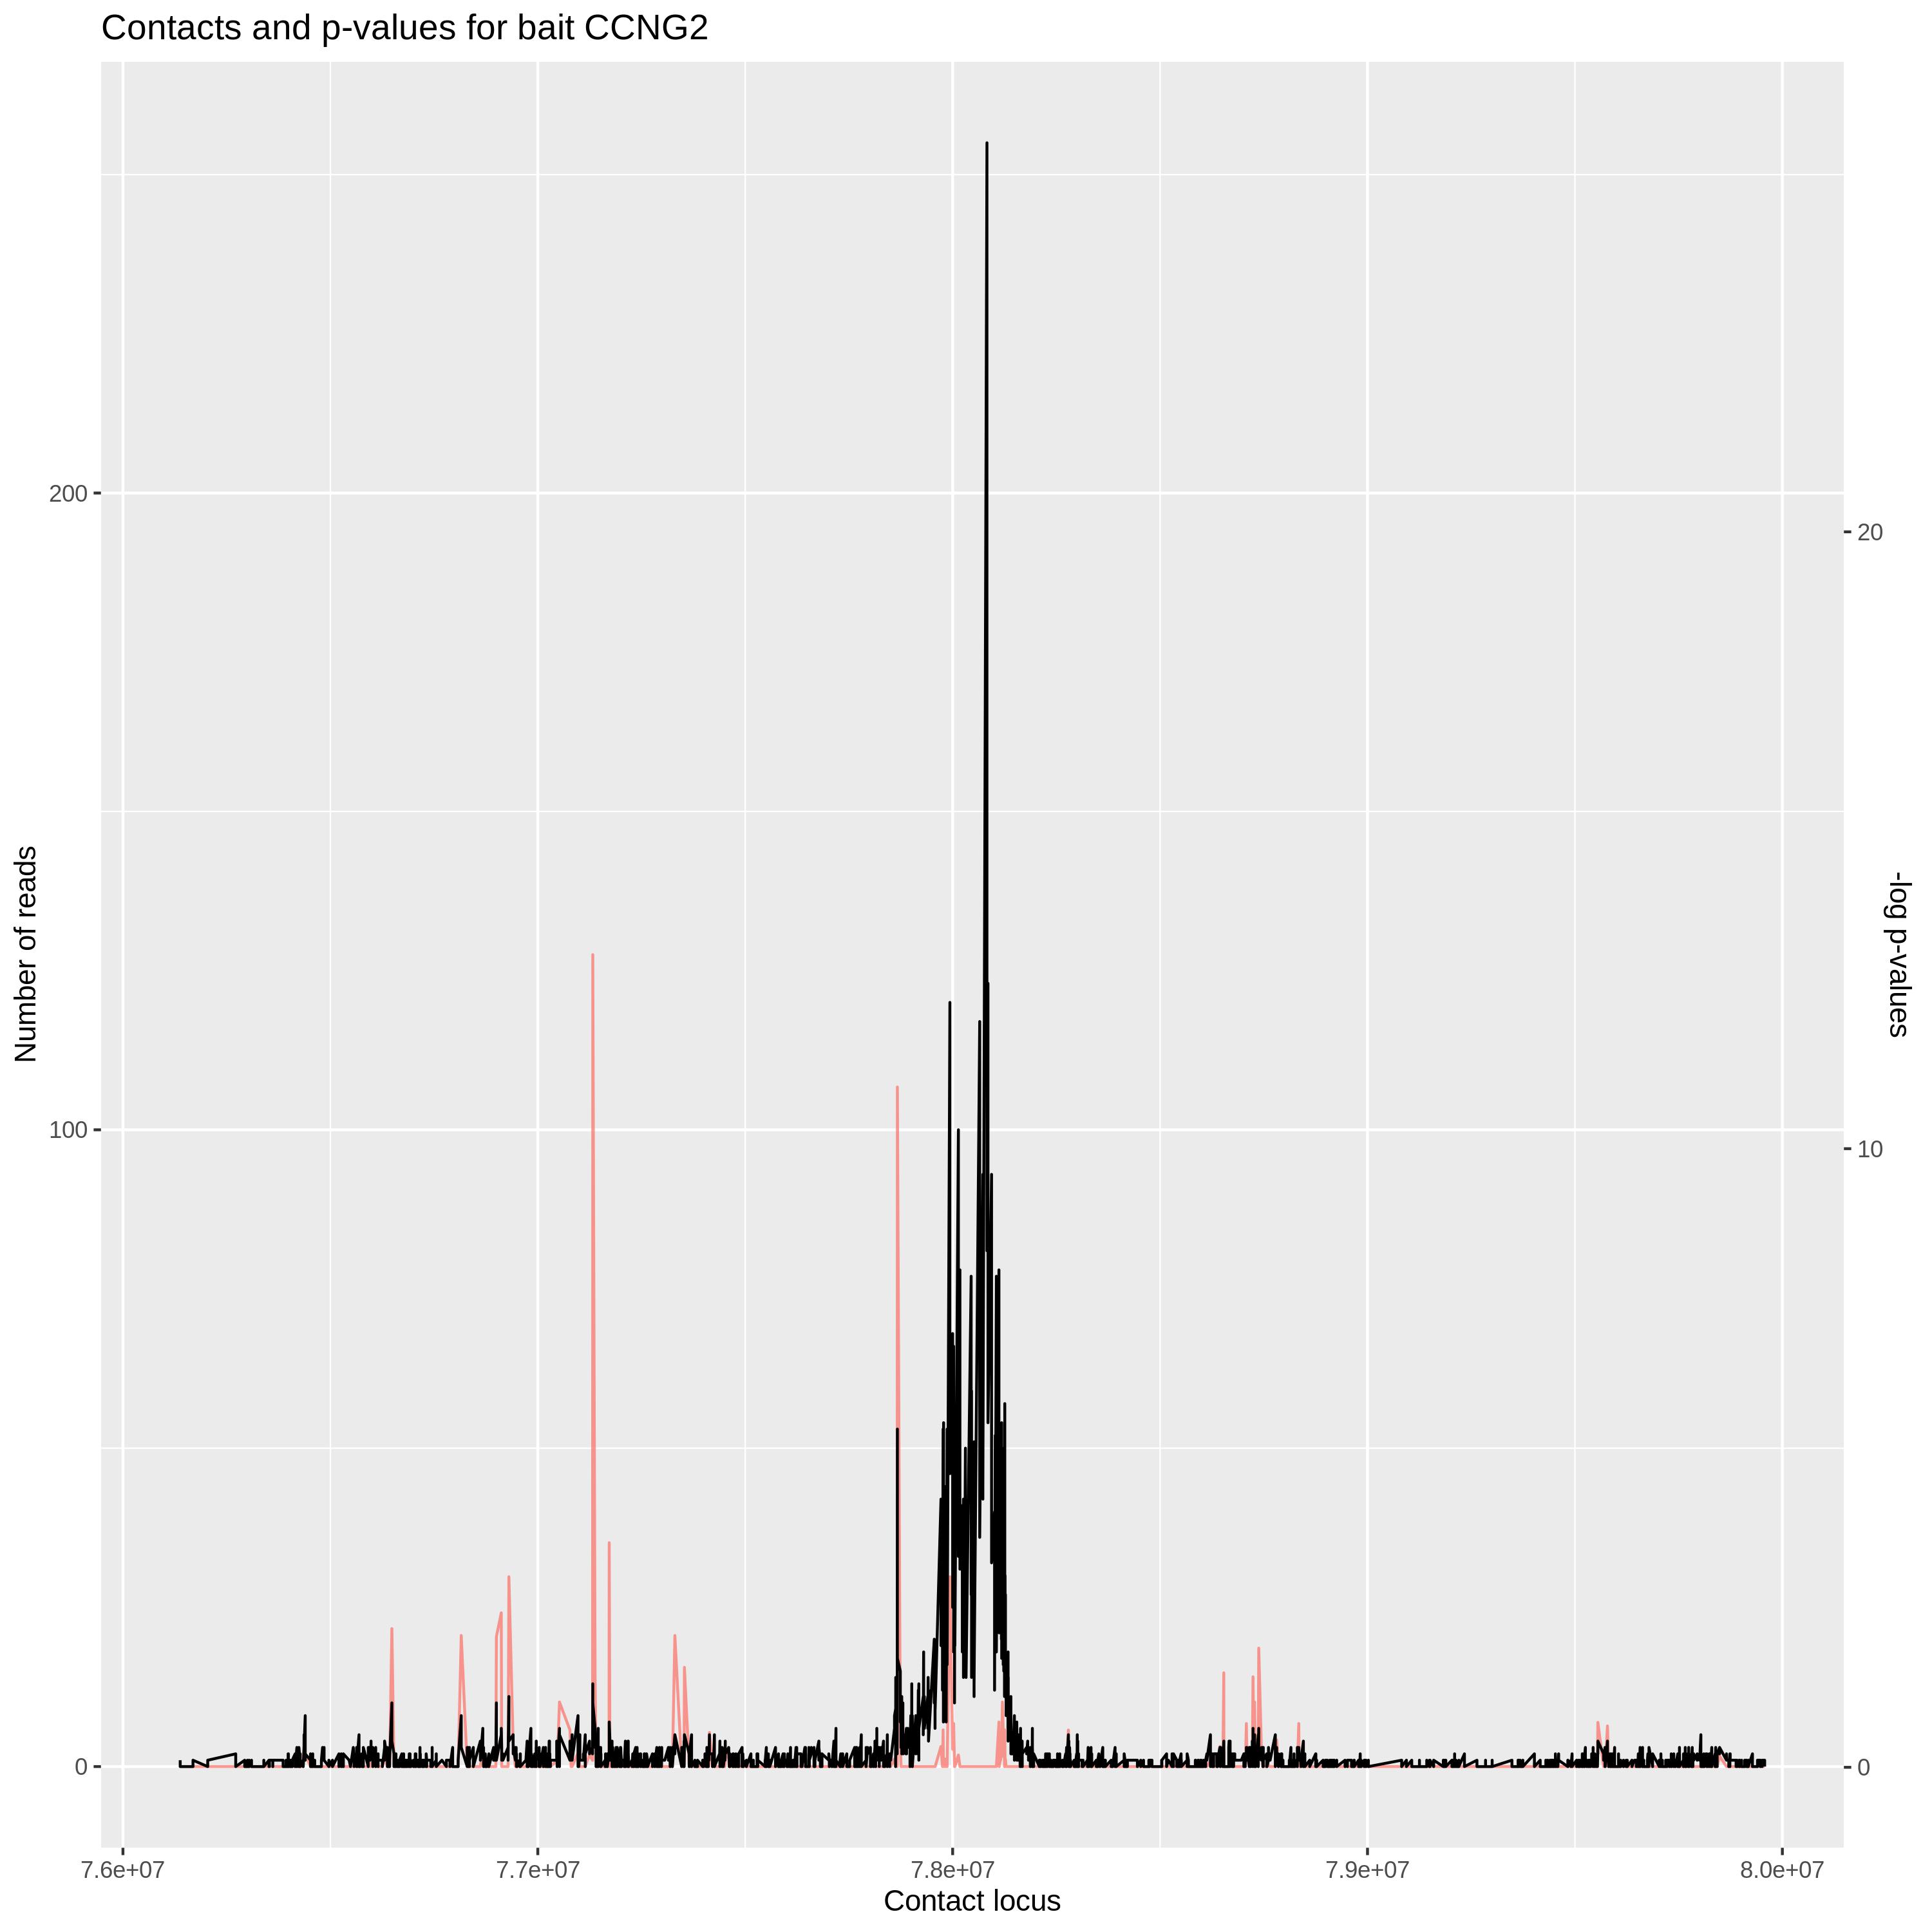 Contacts and p-values for bait CCNG2
Number of reads
200
100
0
20
10
0
-log p-values
7.6e+07 7.7e+07 7.8e+07 7.9e+07 8.0e+07
Contact locus